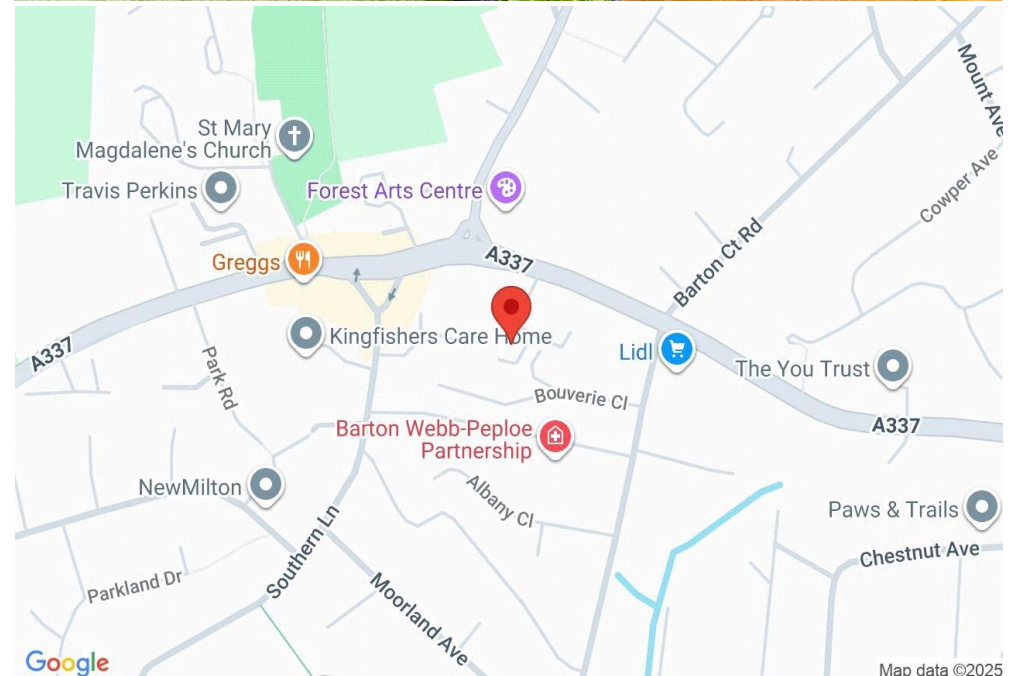 Mount Ave
St Mary
Magdalene's Church
Travis Perkins
Forest Arts Centre
Cowper Ave
Greggs
A337
Barton Ct Rd
Kingfishers Care Home
A337
Lidl
Park Rd
The You Trust
Bouverie Cl
A337
Barton Webb-Peploe
Partnership
NewMilton
Albany Cl
Paws & Trails
Southern Ln
Chestnut Ave
Parkland Dr
Moorland Ave
Google
Map data ©2025